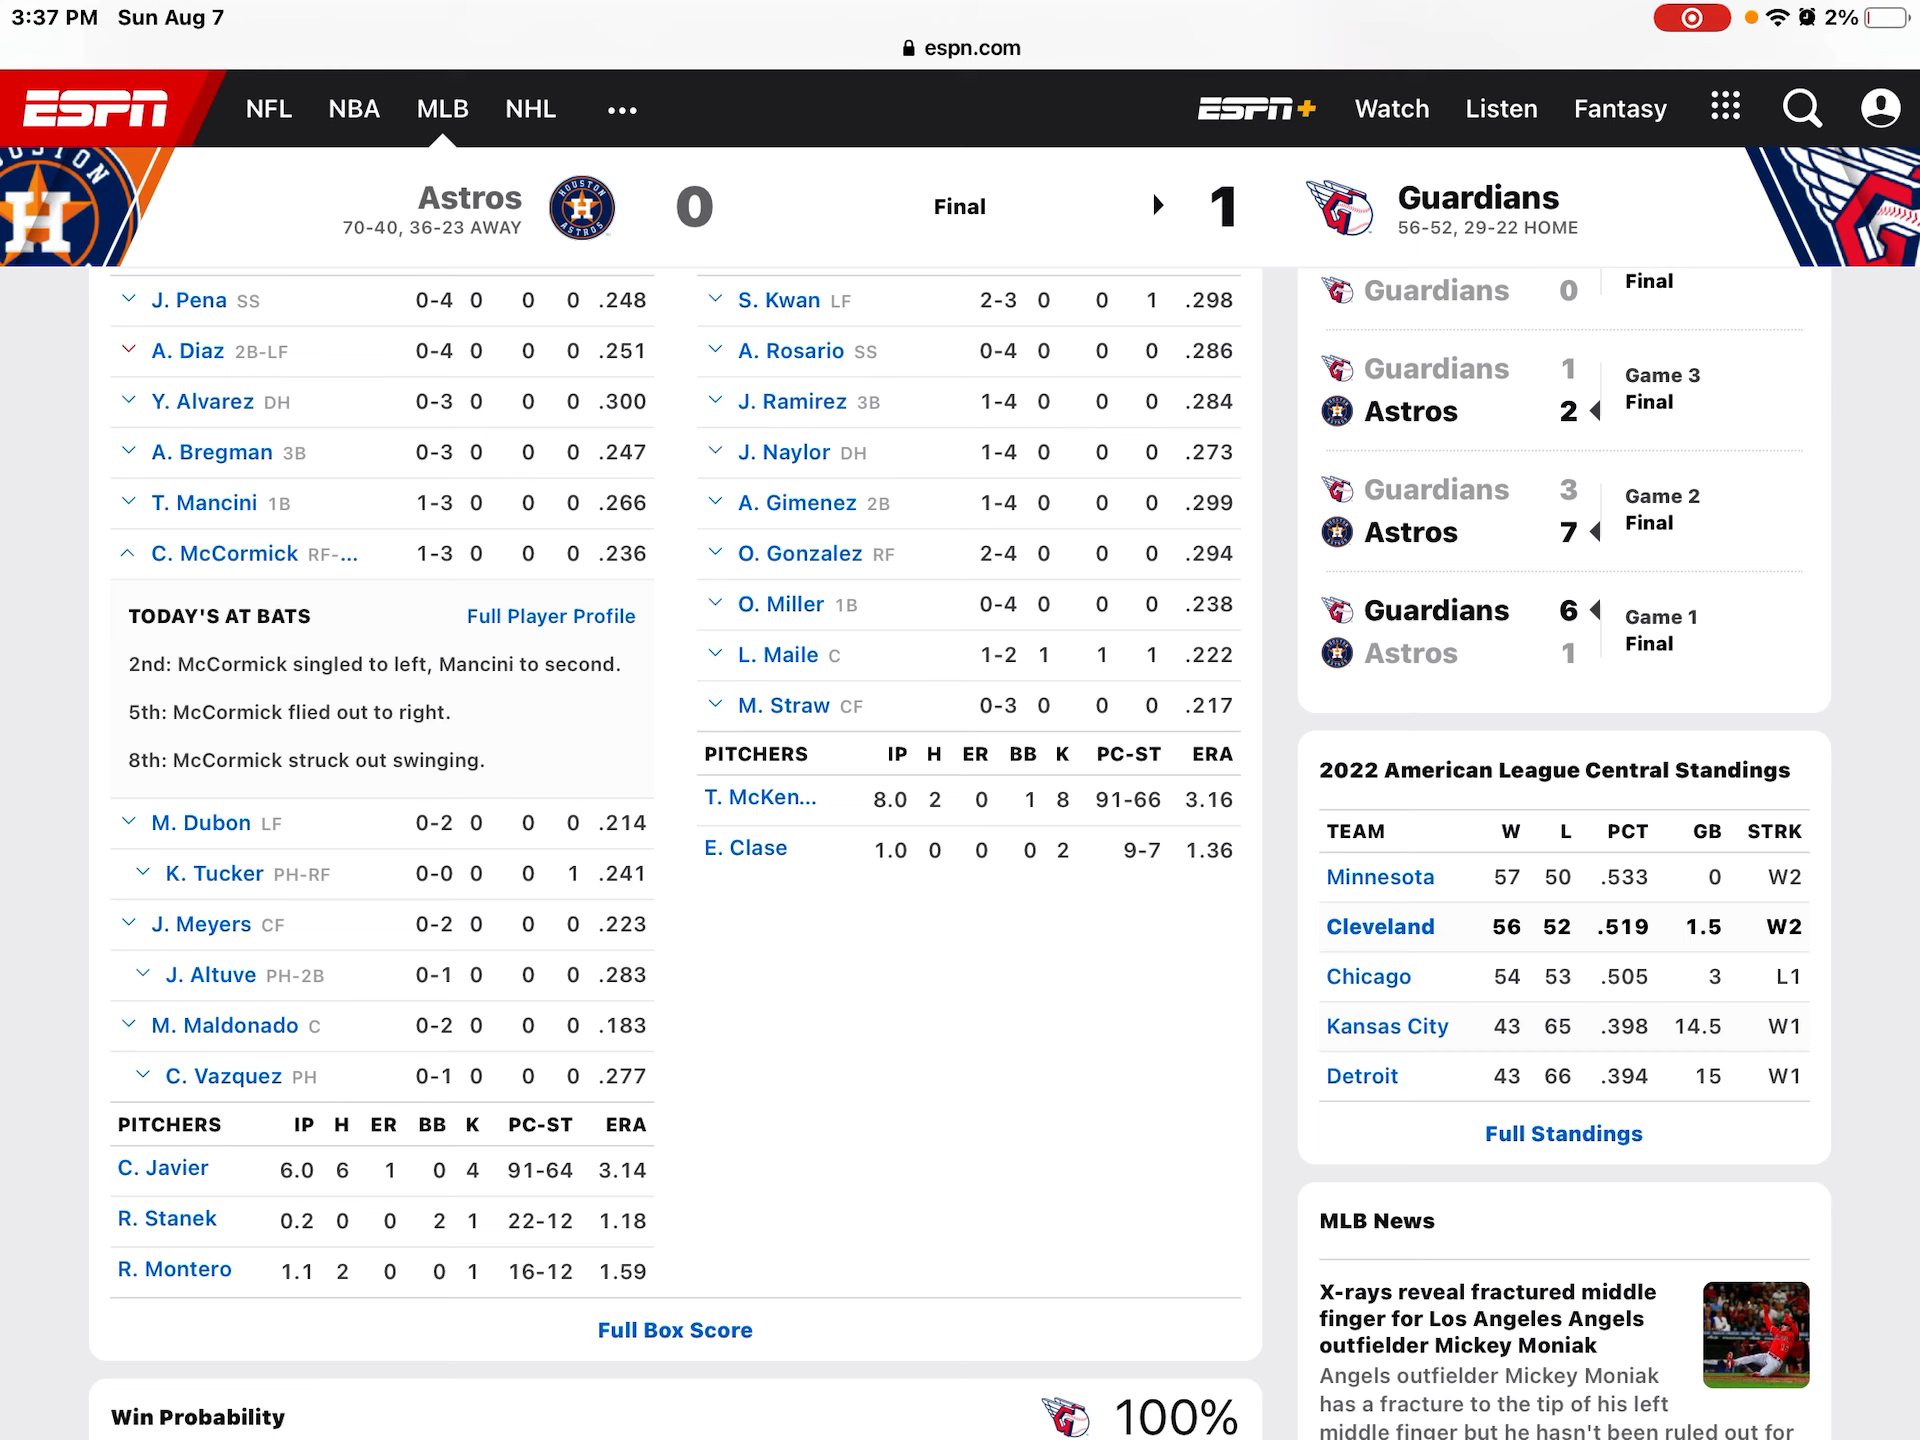 3:37 PM Sun Aug 7
2%
espn.com
ESPN NFL NBA MLB NHL ••• ESPN+ Watch Listen Fantasy
HOUSTON
H
Astros
70-40, 36-23 AWAY
HOUSTON H ASTROS
0
Final
1
Guardians
56-52, 29-22 HOME
J. Pena SS 0-4 0 0 0 .248
A. Diaz 2B-LF 0-4 0 0 0 .251
Y. Alvarez DH 0-3 0 0 0 .300
A. Bregman 3B 0-3 0 0 0 .247
T. Mancini 1B 1-3 0 0 0 .266
C. McCormick RF-... 1-3 0 0 0 .236
TODAY'S AT BATS Full Player Profile
2nd: McCormick singled to left, Mancini to second.
5th: McCormick flied out to right.
8th: McCormick struck out swinging.
M. Dubon LF 0-2 0 0 0 .214
K. Tucker PH-RF 0-0 0 0 1 .241
J. Meyers CF 0-2 0 0 0 .223
J. Altuve PH-2B 0-1 0 0 0 .283
M. Maldonado C 0-2 0 0 0 .183
C. Vazquez PH 0-1 0 0 0 .277
PITCHERS IP H ER BB K PC-ST ERA
C. Javier 6.0 6 1 0 4 91-64 3.14
R. Stanek 0.2 0 0 2 1 22-12 1.18
R. Montero 1.1 2 0 0 1 16-12 1.59
S. Kwan LF 2-3 0 0 1 .298
A. Rosario SS 0-4 0 0 0 .286
J. Ramirez 3B 1-4 0 0 0 .284
J. Naylor DH 1-4 0 0 0 .273
A. Gimenez 2B 1-4 0 0 0 .299
O. Gonzalez RF 2-4 0 0 0 .294
O. Miller 1B 0-4 0 0 0 .238
L. Maile C 1-2 1 1 1 .222
M. Straw CF 0-3 0 0 0 .217
PITCHERS IP H ER BB K PC-ST ERA
T. McKen... 8.0 2 0 1 8 91-66 3.16
E. Clase 1.0 0 0 0 2 9-7 1.36
Full Box Score
Win Probability 100%
Guardians 0 Final
Guardians 1 Game 3
Astros 2 Final
Guardians 3 Game 2
Astros 7 Final
Guardians 6 Game 1
Astros 1 Final
2022 American League Central Standings
TEAM W L PCT GB STRK
Minnesota 57 50 .533 0 W2
Cleveland 56 52 .519 1.5 W2
Chicago 54 53 .505 3 L1
Kansas City 43 65 .398 14.5 W1
Detroit 43 66 .394 15 W1
Full Standings
MLB News
X-rays reveal fractured middle
finger for Los Angeles Angels
outfielder Mickey Moniak
Angels outfielder Mickey Moniak
has a fracture to the tip of his left
middle finger but he hasn't been ruled out for